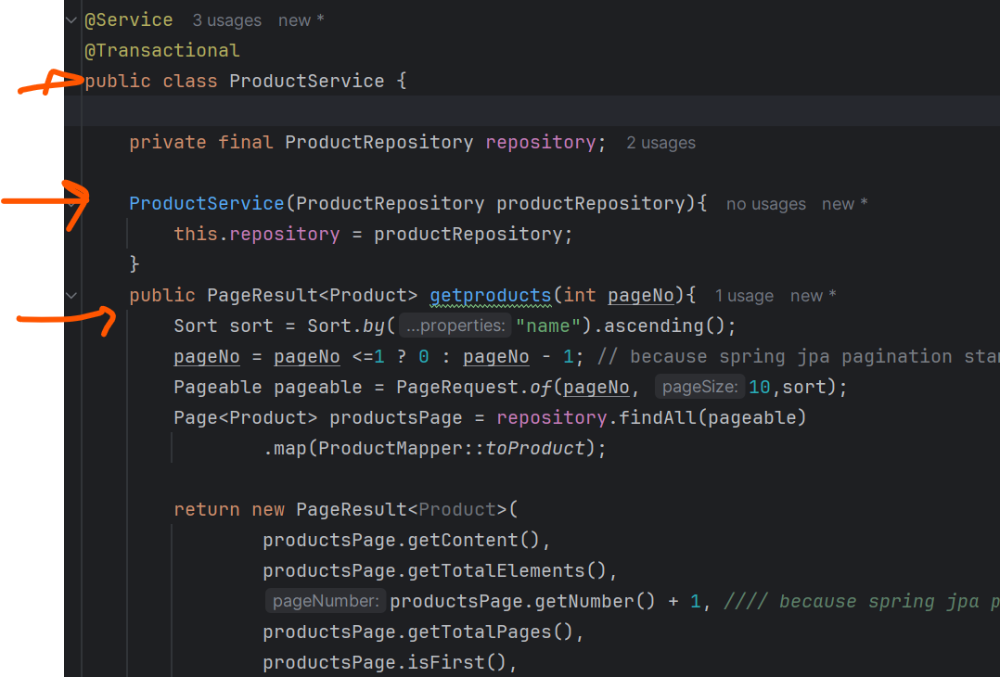 @Service 3 usages new *
@Transactional
public class ProductService {
private final ProductRepository repository; 2 usages
ProductService(ProductRepository productRepository){ no usages new *
this.repository = productRepository;
}
public PageResult<Product> getproducts(int pageNo){ 1 usage new *
Sort sort = Sort.by( ...properties: "name").ascending();
pageNo = pageNo <=1 ? 0 : pageNo - 1; // because spring jpa pagination
Pageable pageable = PageRequest.of(pageNo, pageSize: 10,sort);
Page<Product> productsPage = repository.findAll(pageable)
.map(ProductMapper::toProduct);
return new PageResult<Product>(
productsPage.getContent(),
productsPage.getTotalElements(),
pageNumber: productsPage.getNumber() + 1, //// because spring jpa
productsPage.getTotalPages(),
productsPage.isFirst(),